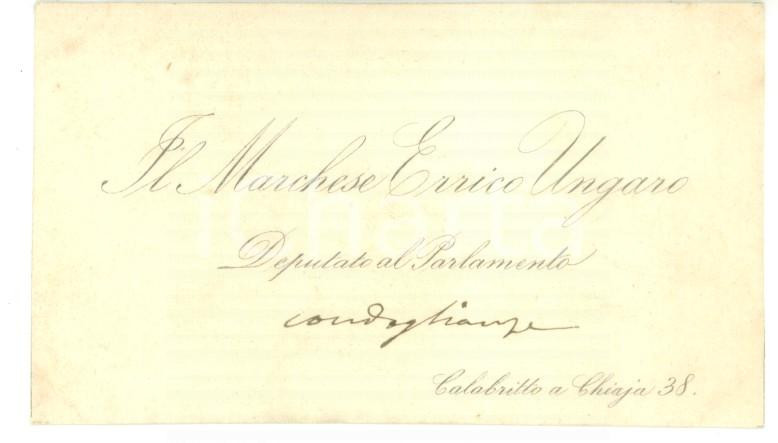 Il Marchese Errico Ungaro
Deputato al Parlamento
condoglianze
Calabritto a Chiaja 38.